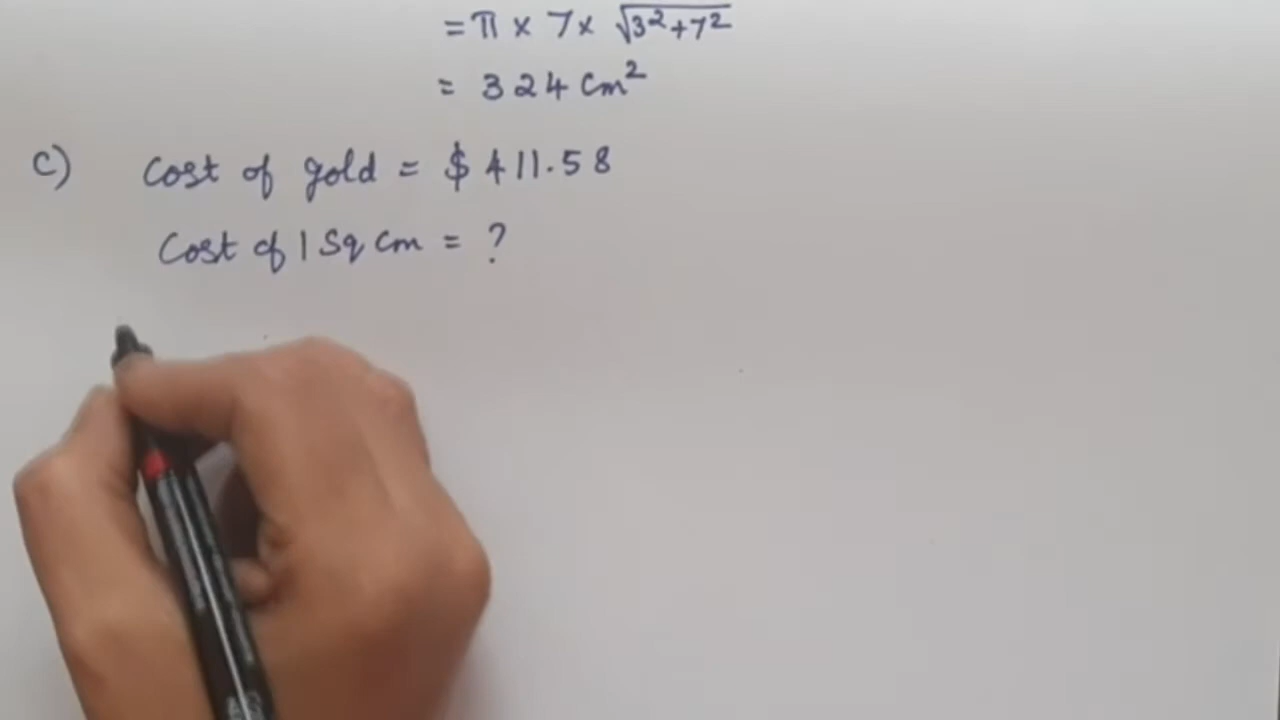 = π × 7 × √3²+7²
= 324 cm²
c) Cost of gold = $ 411.58
Cost of 1 Sq cm = ?